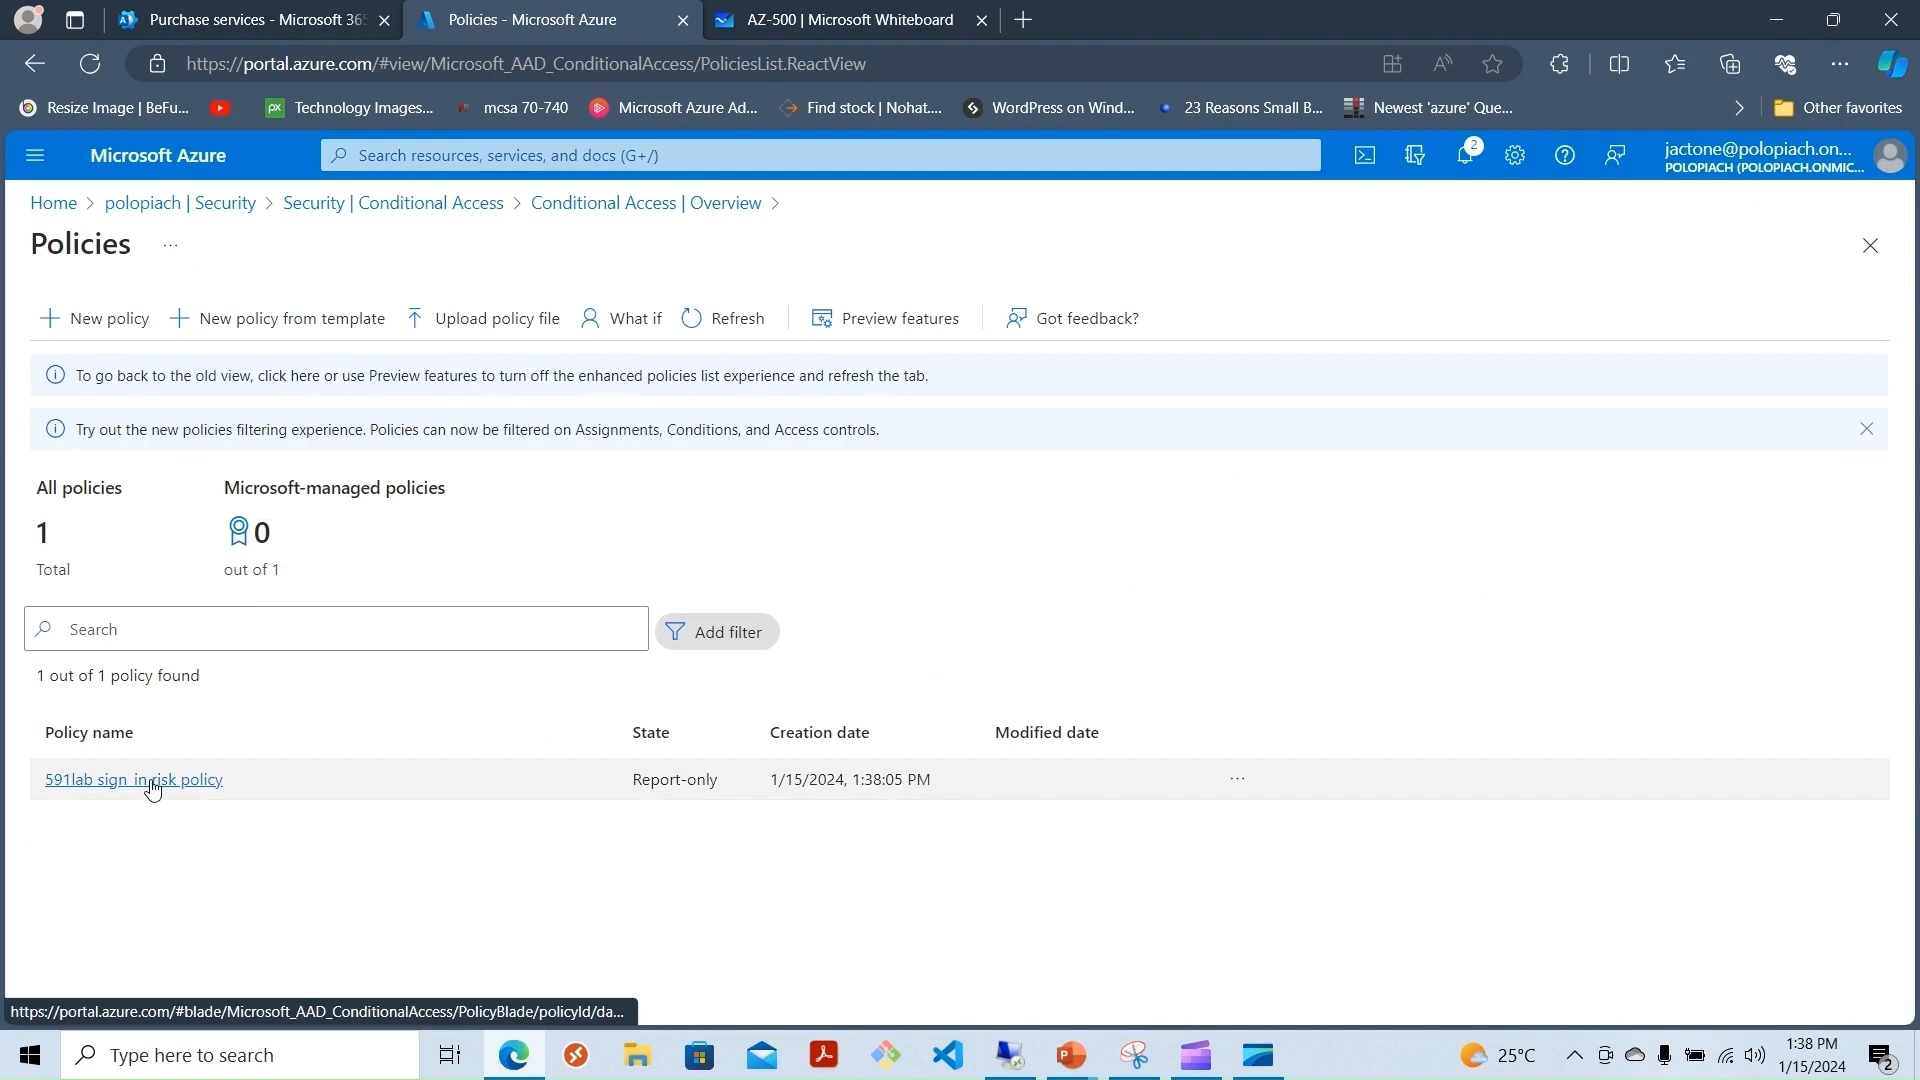 Purchase services - Microsoft 36
Policies - Microsoft Azure
AZ-500 | Microsoft Whiteboard
https://portal.azure.com/#view/Microsoft_AAD_ConditionalAccess/PoliciesList.ReactView
Resize Image | BeFu...
Technology Images...
mcsa 70-740
Microsoft Azure Ad...
Find stock | Nohat....
WordPress on Wind...
23 Reasons Small B...
Newest 'azure' Que...
Other favorites
Microsoft Azure
Search resources, services, and docs (G+/)
2
jactone@polopiach.on...
POLOPIACH (POLOPIACH.ONMIC...
Home > polopiach | Security > Security | Conditional Access > Conditional Access | Overview >
Policies ...
New policy
New policy from template
Upload policy file
What if
Refresh
Preview features
Got feedback?
To go back to the old view, click here or use Preview features to turn off the enhanced policies list experience and refresh the tab.
Try out the new policies filtering experience. Policies can now be filtered on Assignments, Conditions, and Access controls.
All policies
Microsoft-managed policies
1
0
Total
out of 1
Search
Add filter
1 out of 1 policy found
Policy name State Creation date Modified date
591lab sign_in risk policy Report-only 1/15/2024, 1:38:05 PM ...
https://portal.azure.com/#blade/Microsoft_AAD_ConditionalAccess/PolicyBlade/policyId/da...
Type here to search
25°C
1:38 PM
1/15/2024
2